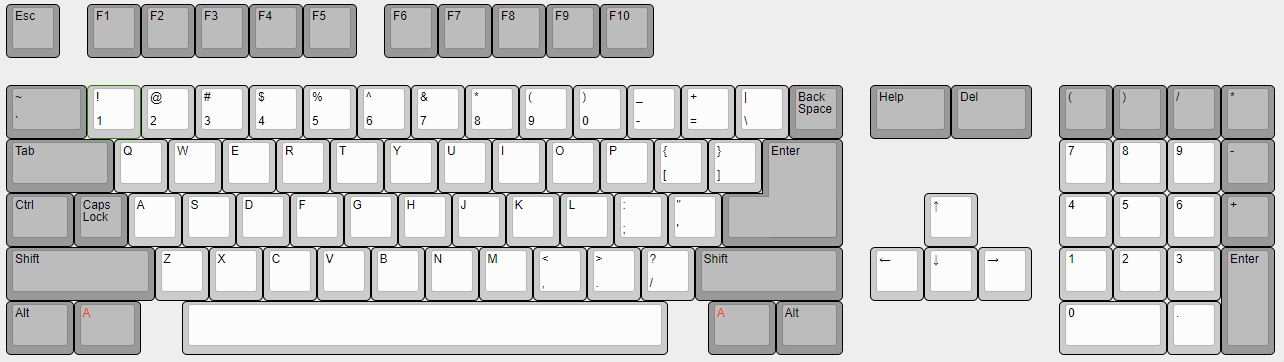 Esc F1 F2 F3 F4 F5 F6 F7 F8 F9 F10
~ ! @ # $ % ^ & * ( ) _ + | Back Help Del ( ) / *
Space
` 1 2 3 4 5 6 7 8 9 0 - = \
Tab Q W E R T Y U I O P { } Enter 7 8 9 -
[ ]
Ctrl Caps A S D F G H J K L : " ↑ 4 5 6 +
Lock
; '
Shift Z X C V B N M < > ? Shift ← ↓ → 1 2 3 Enter
, . /
Alt A A Alt 0 .